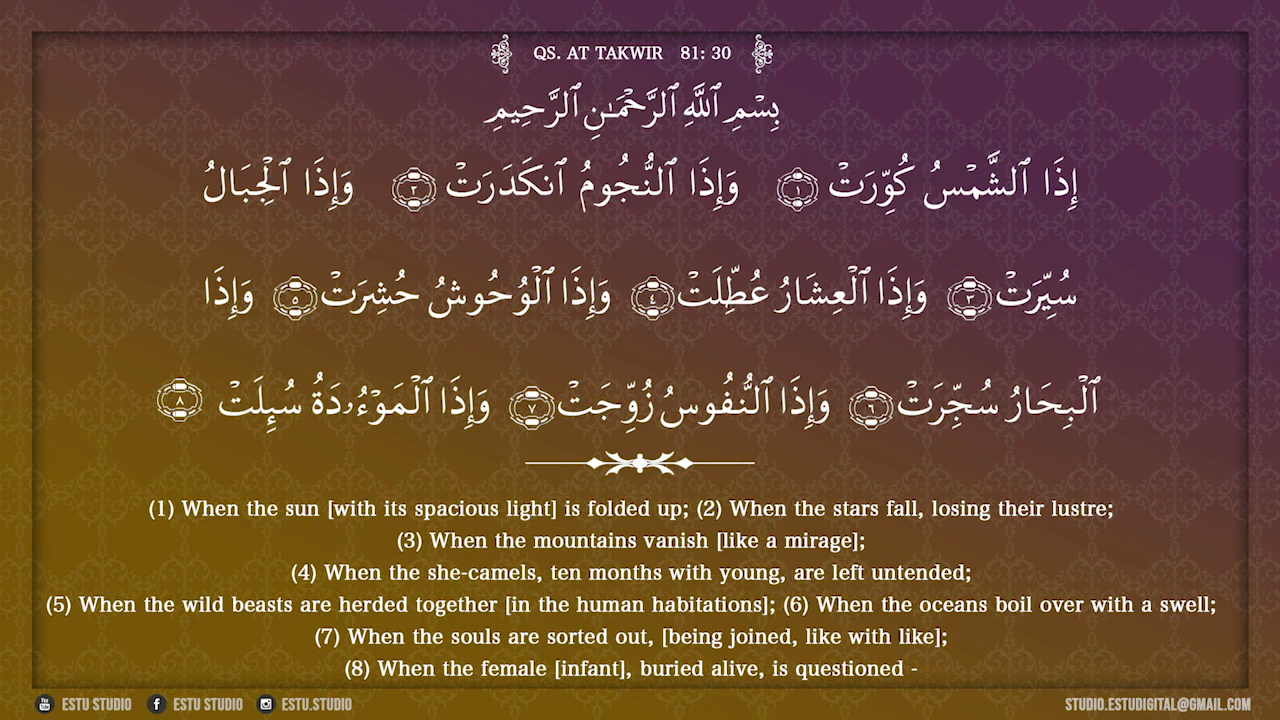 QS. AT TAKWIR 81: 30
بِسْمِ ٱللَّهِ ٱلرَّحْمَـٰنِ ٱلرَّحِيمِ
إِذَا ٱلشَّمْسُ كُوِّرَتْ ۝١ وَإِذَا ٱلنُّجُومُ ٱنكَدَرَتْ ۝٢ وَإِذَا ٱلْجِبَالُ
سُيِّرَتْ ۝٣ وَإِذَا ٱلْعِشَارُ عُطِّلَتْ ۝٤ وَإِذَا ٱلْوُحُوشُ حُشِرَتْ ۝٥ وَإِذَا
ٱلْبِحَارُ سُجِّرَتْ ۝٦ وَإِذَا ٱلنُّفُوسُ زُوِّجَتْ ۝٧ وَإِذَا ٱلْمَوْءُۥدَةُ سُئِلَتْ ۝٨
(1) When the sun [with its spacious light] is folded up; (2) When the stars fall, losing their lustre;
(3) When the mountains vanish [like a mirage];
(4) When the she-camels, ten months with young, are left untended;
(5) When the wild beasts are herded together [in the human habitations]; (6) When the oceans boil over with a swell;
(7) When the souls are sorted out, [being joined, like with like];
(8) When the female [infant], buried alive, is questioned -
ESTU STUDIO ESTU STUDIO ESTU.STUDIO STUDIO.ESTUDIGITAL@GMAIL.COM